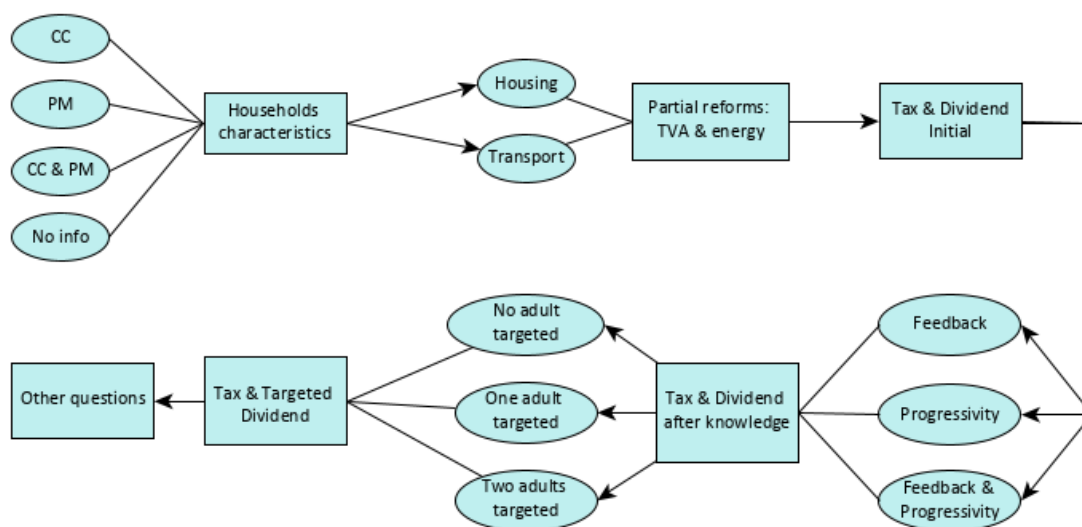 CC
PM
CC & PM
No info
Households
characteristics
Housing
Transport
Partial reforms:
TVA & energy
Tax & Dividend
Initial
Other questions
Tax & Targeted
Dividend
No adult
targeted
One adult
targeted
Two adults
targeted
Tax & Dividend
after knowledge
Feedback
Progressivity
Feedback &
Progressivity